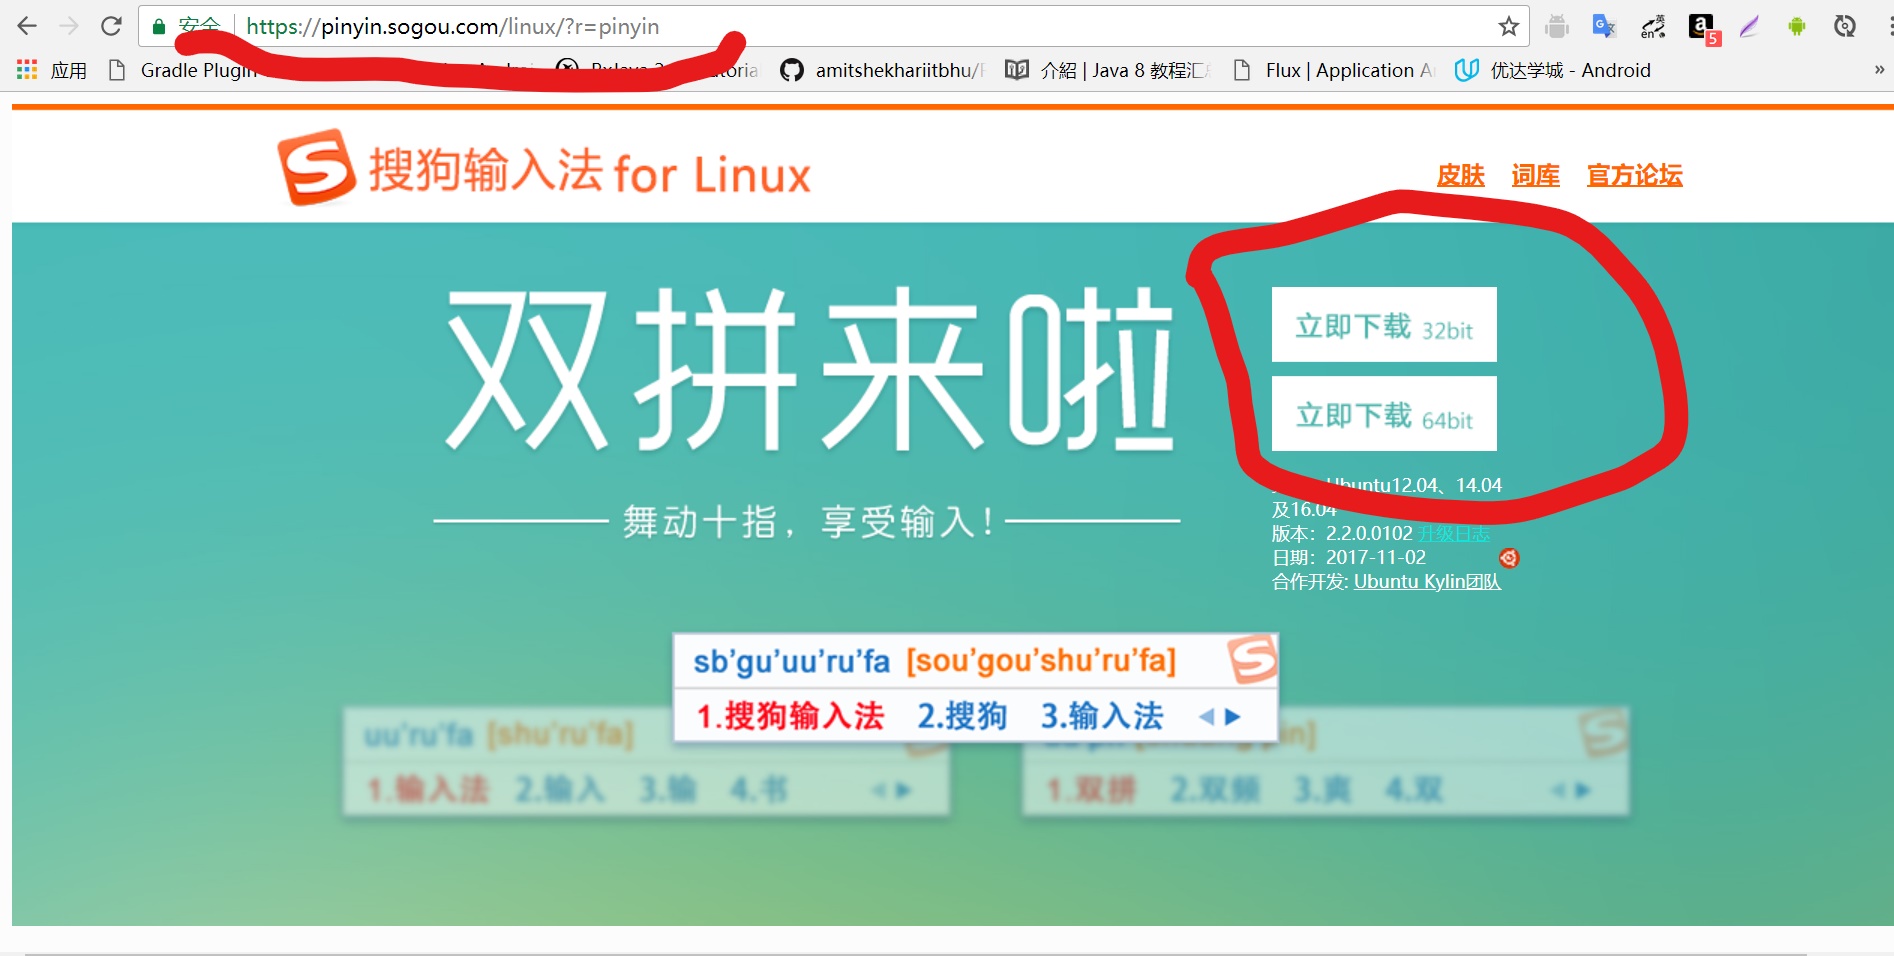 安全 https://pinyin.sogou.com/linux/?r=pinyin
应用 Gradle Plugin amitshekhariitbh/ 介紹 | Java 8 教程汇 Flux | Application A 优达学城 - Android »
搜狗输入法 for Linux
皮肤 词库 官方论坛
双拼来啦
舞动十指，享受输入！
立即下载 32bit
立即下载 64bit
Ubuntu12.04、14.04
及16.04
版本：2.2.0.0102 升级日志
日期：2017-11-02
合作开发: Ubuntu Kylin团队
sb'gu'uu'ru'fa [sou'gou'shu'ru'fa]
1.搜狗输入法 2.搜狗 3.输入法
uu'ru'fa [shu'ru'fa]
1.输入法 2.输入 3.输 4.书
1.双拼 2.双频 3.爽 4.双